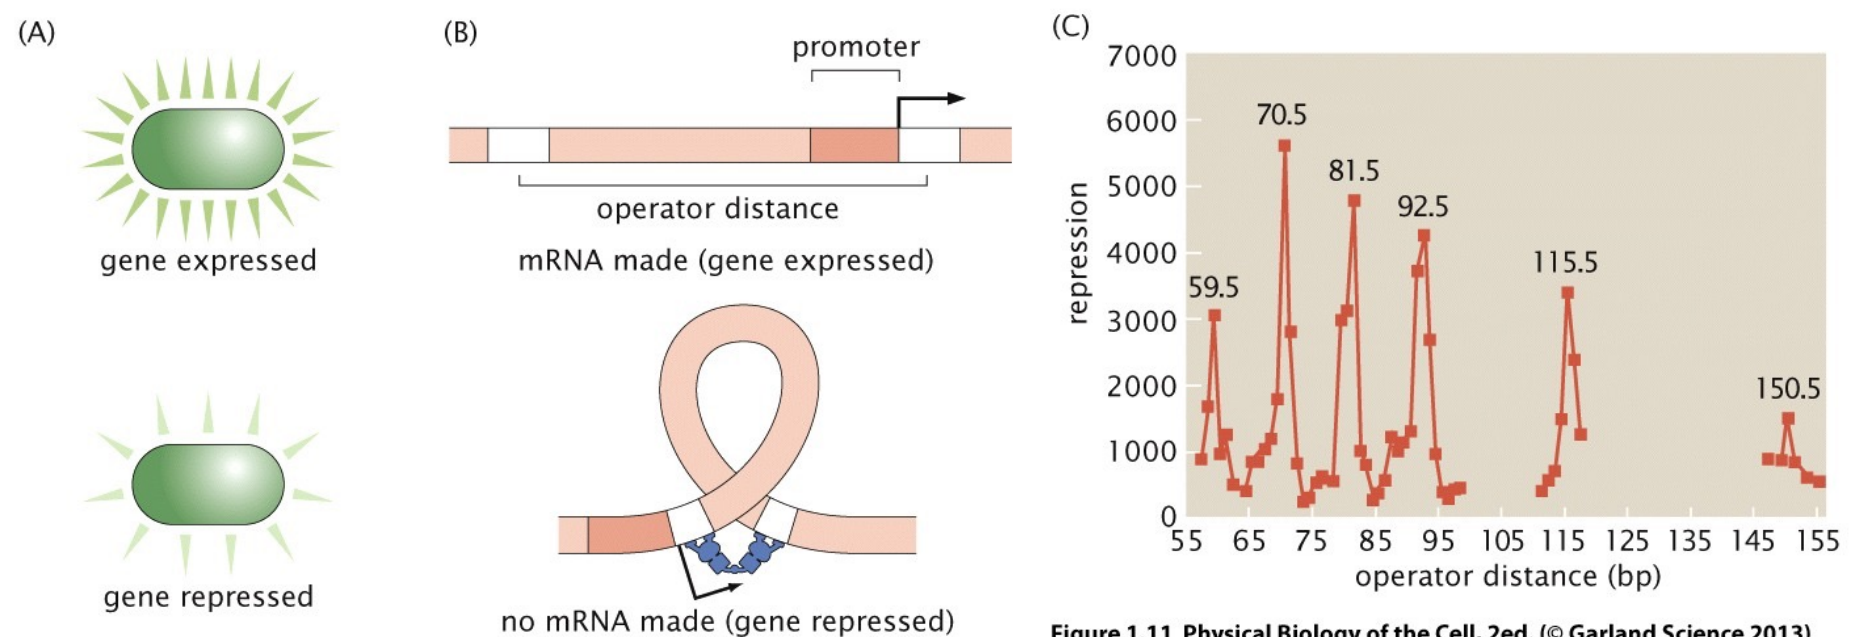 (A)
gene expressed
gene repressed
(B)
promoter
operator distance
mRNA made (gene expressed)
no mRNA made (gene repressed)
(C)
7000
6000
5000
4000
3000
2000
1000
0
repression
59.5
70.5
81.5
92.5
115.5
150.5
55 65 75 85 95 105 115 125 135 145 155
operator distance (bp)
Figure 1.11 Physical Biology of the Cell, 2ed. (© Garland Science 2013)